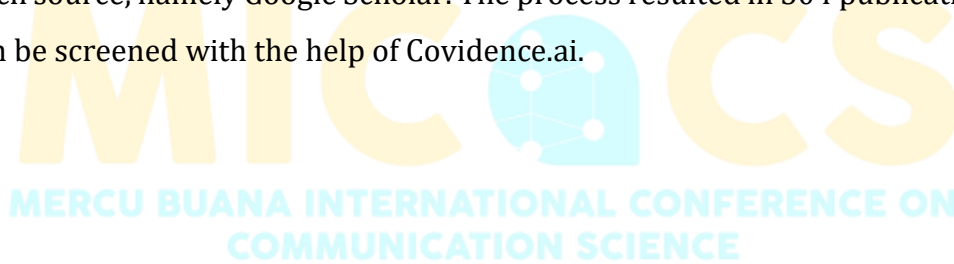 ch source, namely Google Scholar. The process resulted in publicati
n be screened with the help of Covidence.ai.
MICOCS
MERCU BUANA INTERNATIONAL CONFERENCE ON
COMMUNICATION SCIENCE